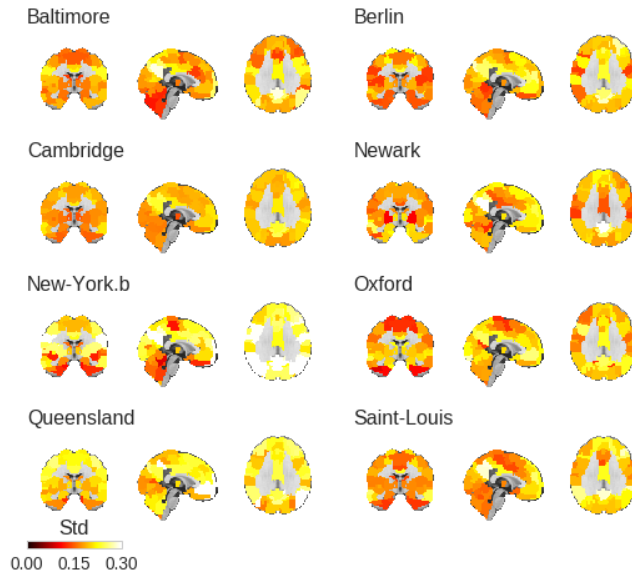 Baltimore Berlin
Cambridge Newark
New-York.b Oxford
Queensland Saint-Louis
Std
0.00 0.15 0.30